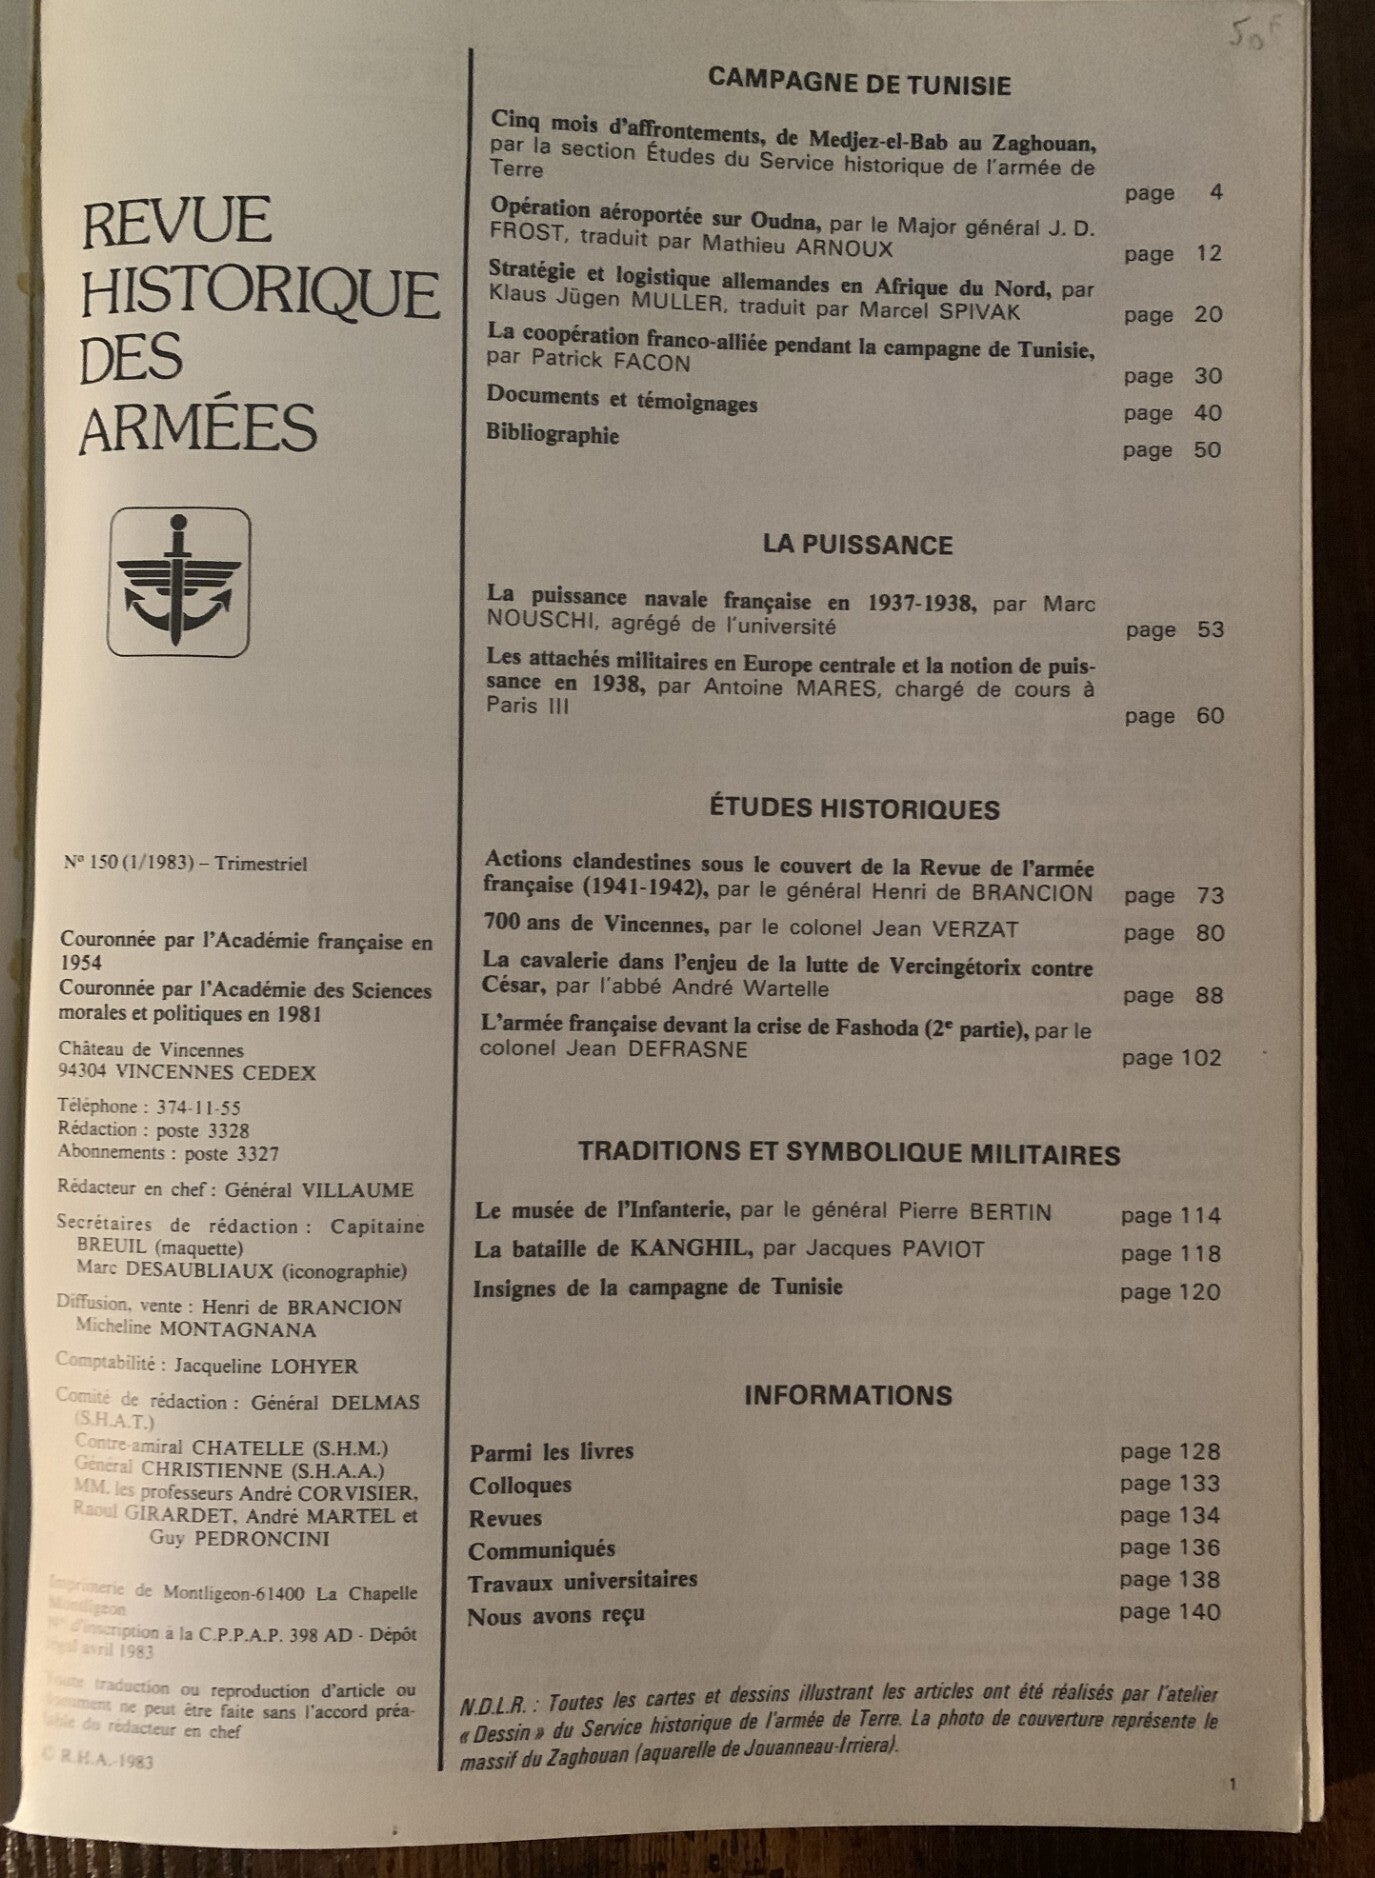 50F
REVUE
HISTORIQUE
DES
ARMÉES
Nº 150 (1/1983) – Trimestriel
Couronnée par l'Académie française en
1954
Couronnée par l'Académie des Sciences
morales et politiques en 1981
Château de Vincennes
94304 VINCENNES CEDEX
Téléphone : 374-11-55
Rédaction : poste 3328
Abonnements : poste 3327
Rédacteur en chef : Général VILLAUME
Secrétaires de rédaction : Capitaine
BREUIL (maquette)
Marc DESAUBLIAUX (iconographie)
Diffusion, vente : Henri de BRANCION
Micheline MONTAGNANA
Comptabilité : Jacqueline LOHYER
Comité de rédaction : Général DELMAS
(S.H.A.T.)
Contre-amiral CHATELLE (S.H.M.)
Général CHRISTIENNE (S.H.A.A.)
MM. les professeurs André CORVISIER,
Raoul GIRARDET, André MARTEL et
Guy PEDRONCINI
Imprimerie de Montligeon-61400 La Chapelle
Montligeon
Nº d'inscription à la C.P.P.A.P. 398 AD - Dépôt
légal avril 1983
Toute traduction ou reproduction d'article ou
document ne peut être faite sans l'accord préa-
lable du rédacteur en chef
© R.H.A.-1983
CAMPAGNE DE TUNISIE
Cinq mois d'affrontements, de Medjez-el-Bab au Zaghouan,
par la section Études du Service historique de l'armée de
Terre page 4
Opération aéroportée sur Oudna, par le Major général J. D.
FROST, traduit par Mathieu ARNOUX page 12
Stratégie et logistique allemandes en Afrique du Nord, par
Klaus Jügen MULLER, traduit par Marcel SPIVAK page 20
La coopération franco-alliée pendant la campagne de Tunisie,
par Patrick FACON page 30
Documents et témoignages page 40
Bibliographie page 50
LA PUISSANCE
La puissance navale française en 1937-1938, par Marc
NOUSCHI, agrégé de l'université page 53
Les attachés militaires en Europe centrale et la notion de puis-
sance en 1938, par Antoine MARES, chargé de cours à
Paris III page 60
ÉTUDES HISTORIQUES
Actions clandestines sous le couvert de la Revue de l'armée
française (1941-1942), par le général Henri de BRANCION page 73
700 ans de Vincennes, par le colonel Jean VERZAT page 80
La cavalerie dans l'enjeu de la lutte de Vercingétorix contre
César, par l'abbé André Wartelle page 88
L'armée française devant la crise de Fashoda (2e partie), par le
colonel Jean DEFRASNE page 102
TRADITIONS ET SYMBOLIQUE MILITAIRES
Le musée de l'Infanterie, par le général Pierre BERTIN page 114
La bataille de KANGHIL, par Jacques PAVIOT page 118
Insignes de la campagne de Tunisie page 120
INFORMATIONS
Parmi les livres page 128
Colloques page 133
Revues page 134
Communiqués page 136
Travaux universitaires page 138
Nous avons reçu page 140
N.D.L.R. : Toutes les cartes et dessins illustrant les articles ont été réalisés par l'atelier
« Dessin » du Service historique de l'armée de Terre. La photo de couverture représente le
massif du Zaghouan (aquarelle de Jouanneau-Irriera).
1